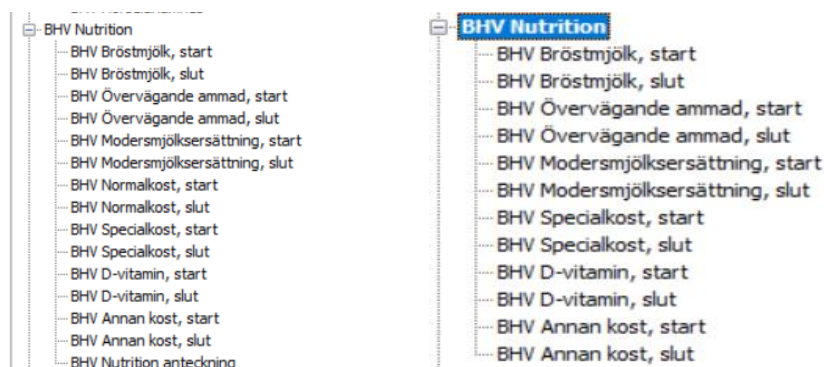 BHV Nutrition
BHV Bröstmjölk, start
BHV Bröstmjölk, slut
BHV Övervägande ammad, start
BHV Övervägande ammad, slut
BHV Modersmjölksersättning, start
BHV Modersmjölksersättning, slut
BHV Normalkost, start
BHV Normalkost, slut
BHV Specialkost, start
BHV Specialkost, slut
BHV D-vitamin, start
BHV D-vitamin, slut
BHV Annan kost, start
BHV Annan kost, slut
BHV Nutrition anteckning
BHV Nutrition
BHV Bröstmjölk, start
BHV Bröstmjölk, slut
BHV Övervägande ammad, start
BHV Övervägande ammad, slut
BHV Modersmjölksersättning, start
BHV Modersmjölksersättning, slut
BHV Specialkost, start
BHV Specialkost, slut
BHV D-vitamin, start
BHV D-vitamin, slut
BHV Annan kost, start
BHV Annan kost, slut